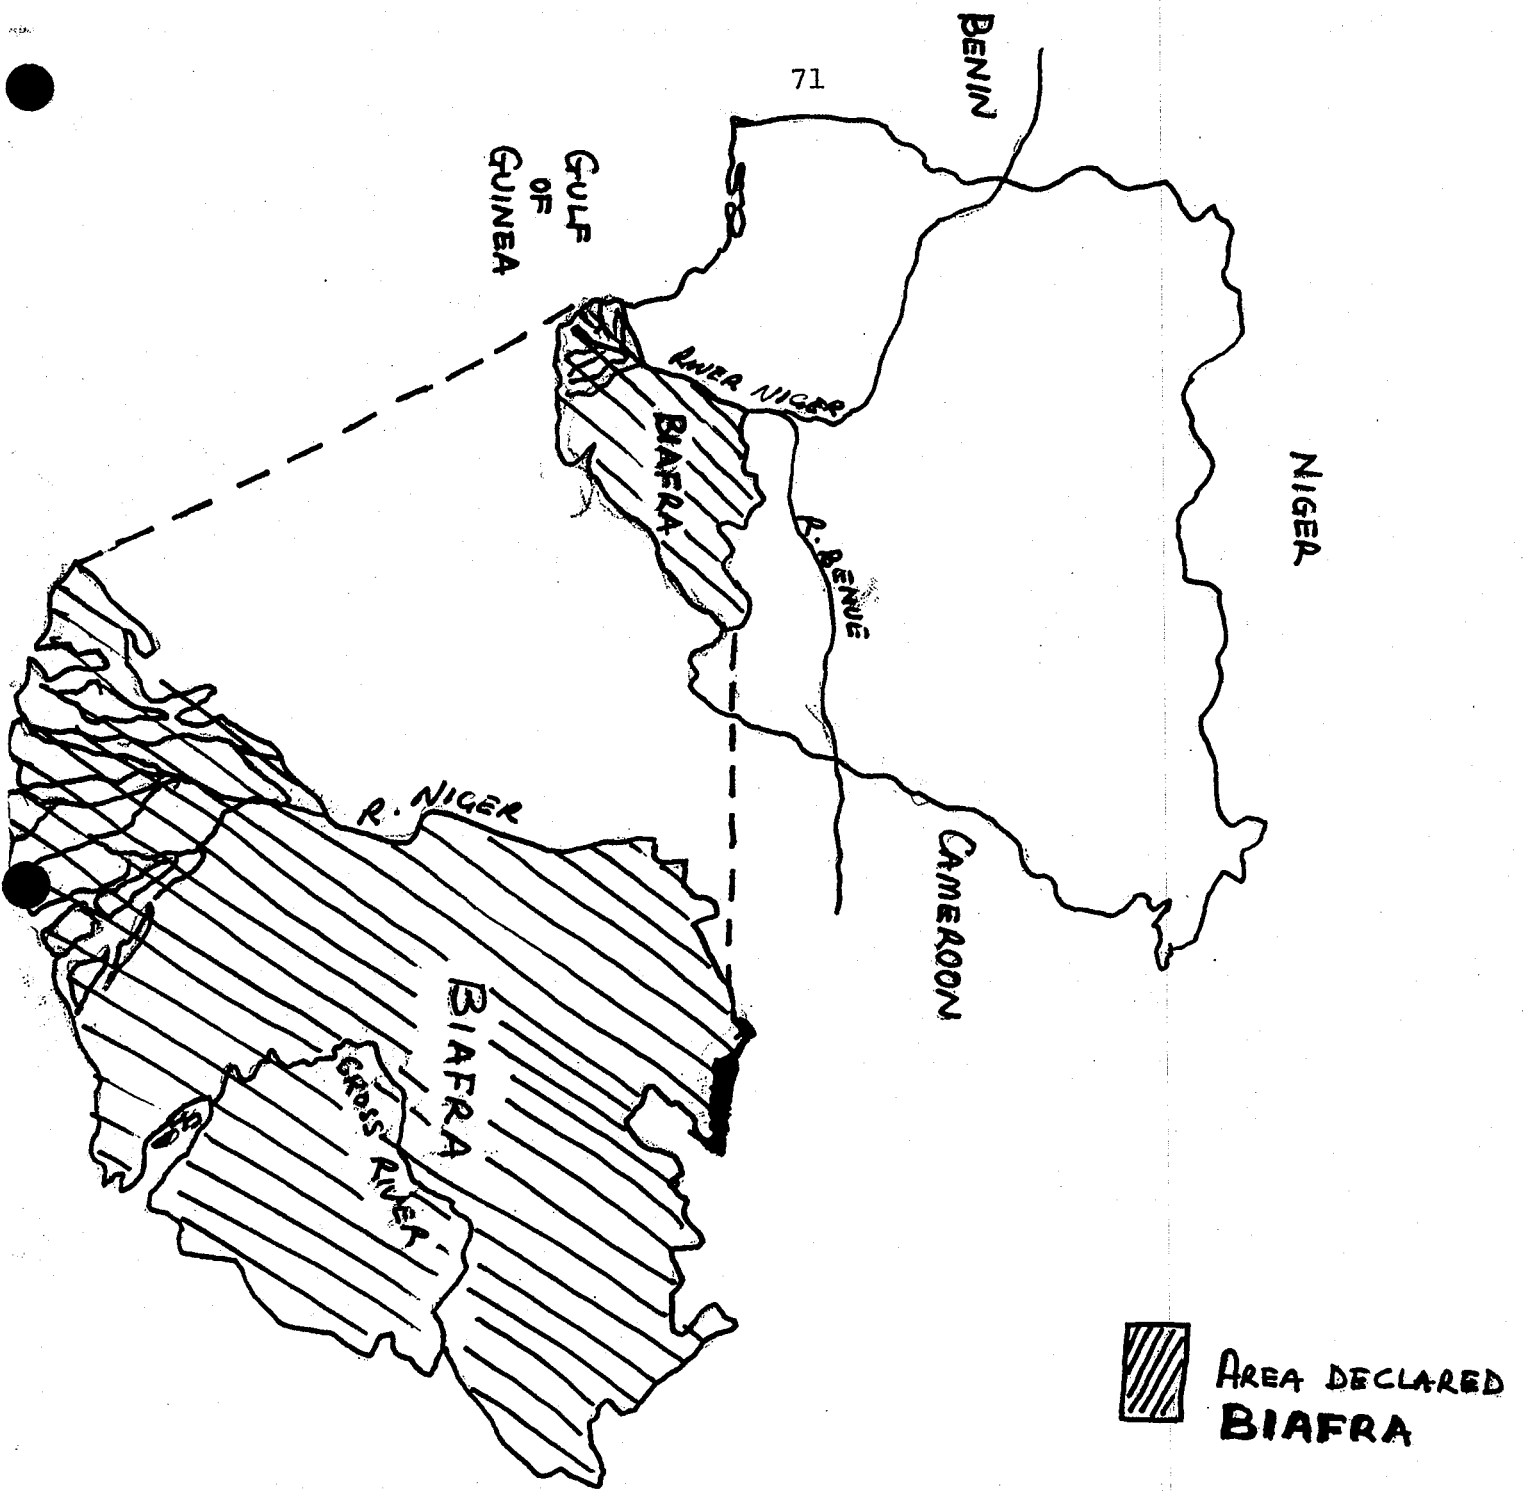 71
BENIN
GULF
OF
GUINEA
NIGER
RIVER NIGER
BIAFRA
R. BENUE
CAMEROON
R. NIGER
BIAFRA
CROSS RIVER
AREA DECLARED
BIAFRA